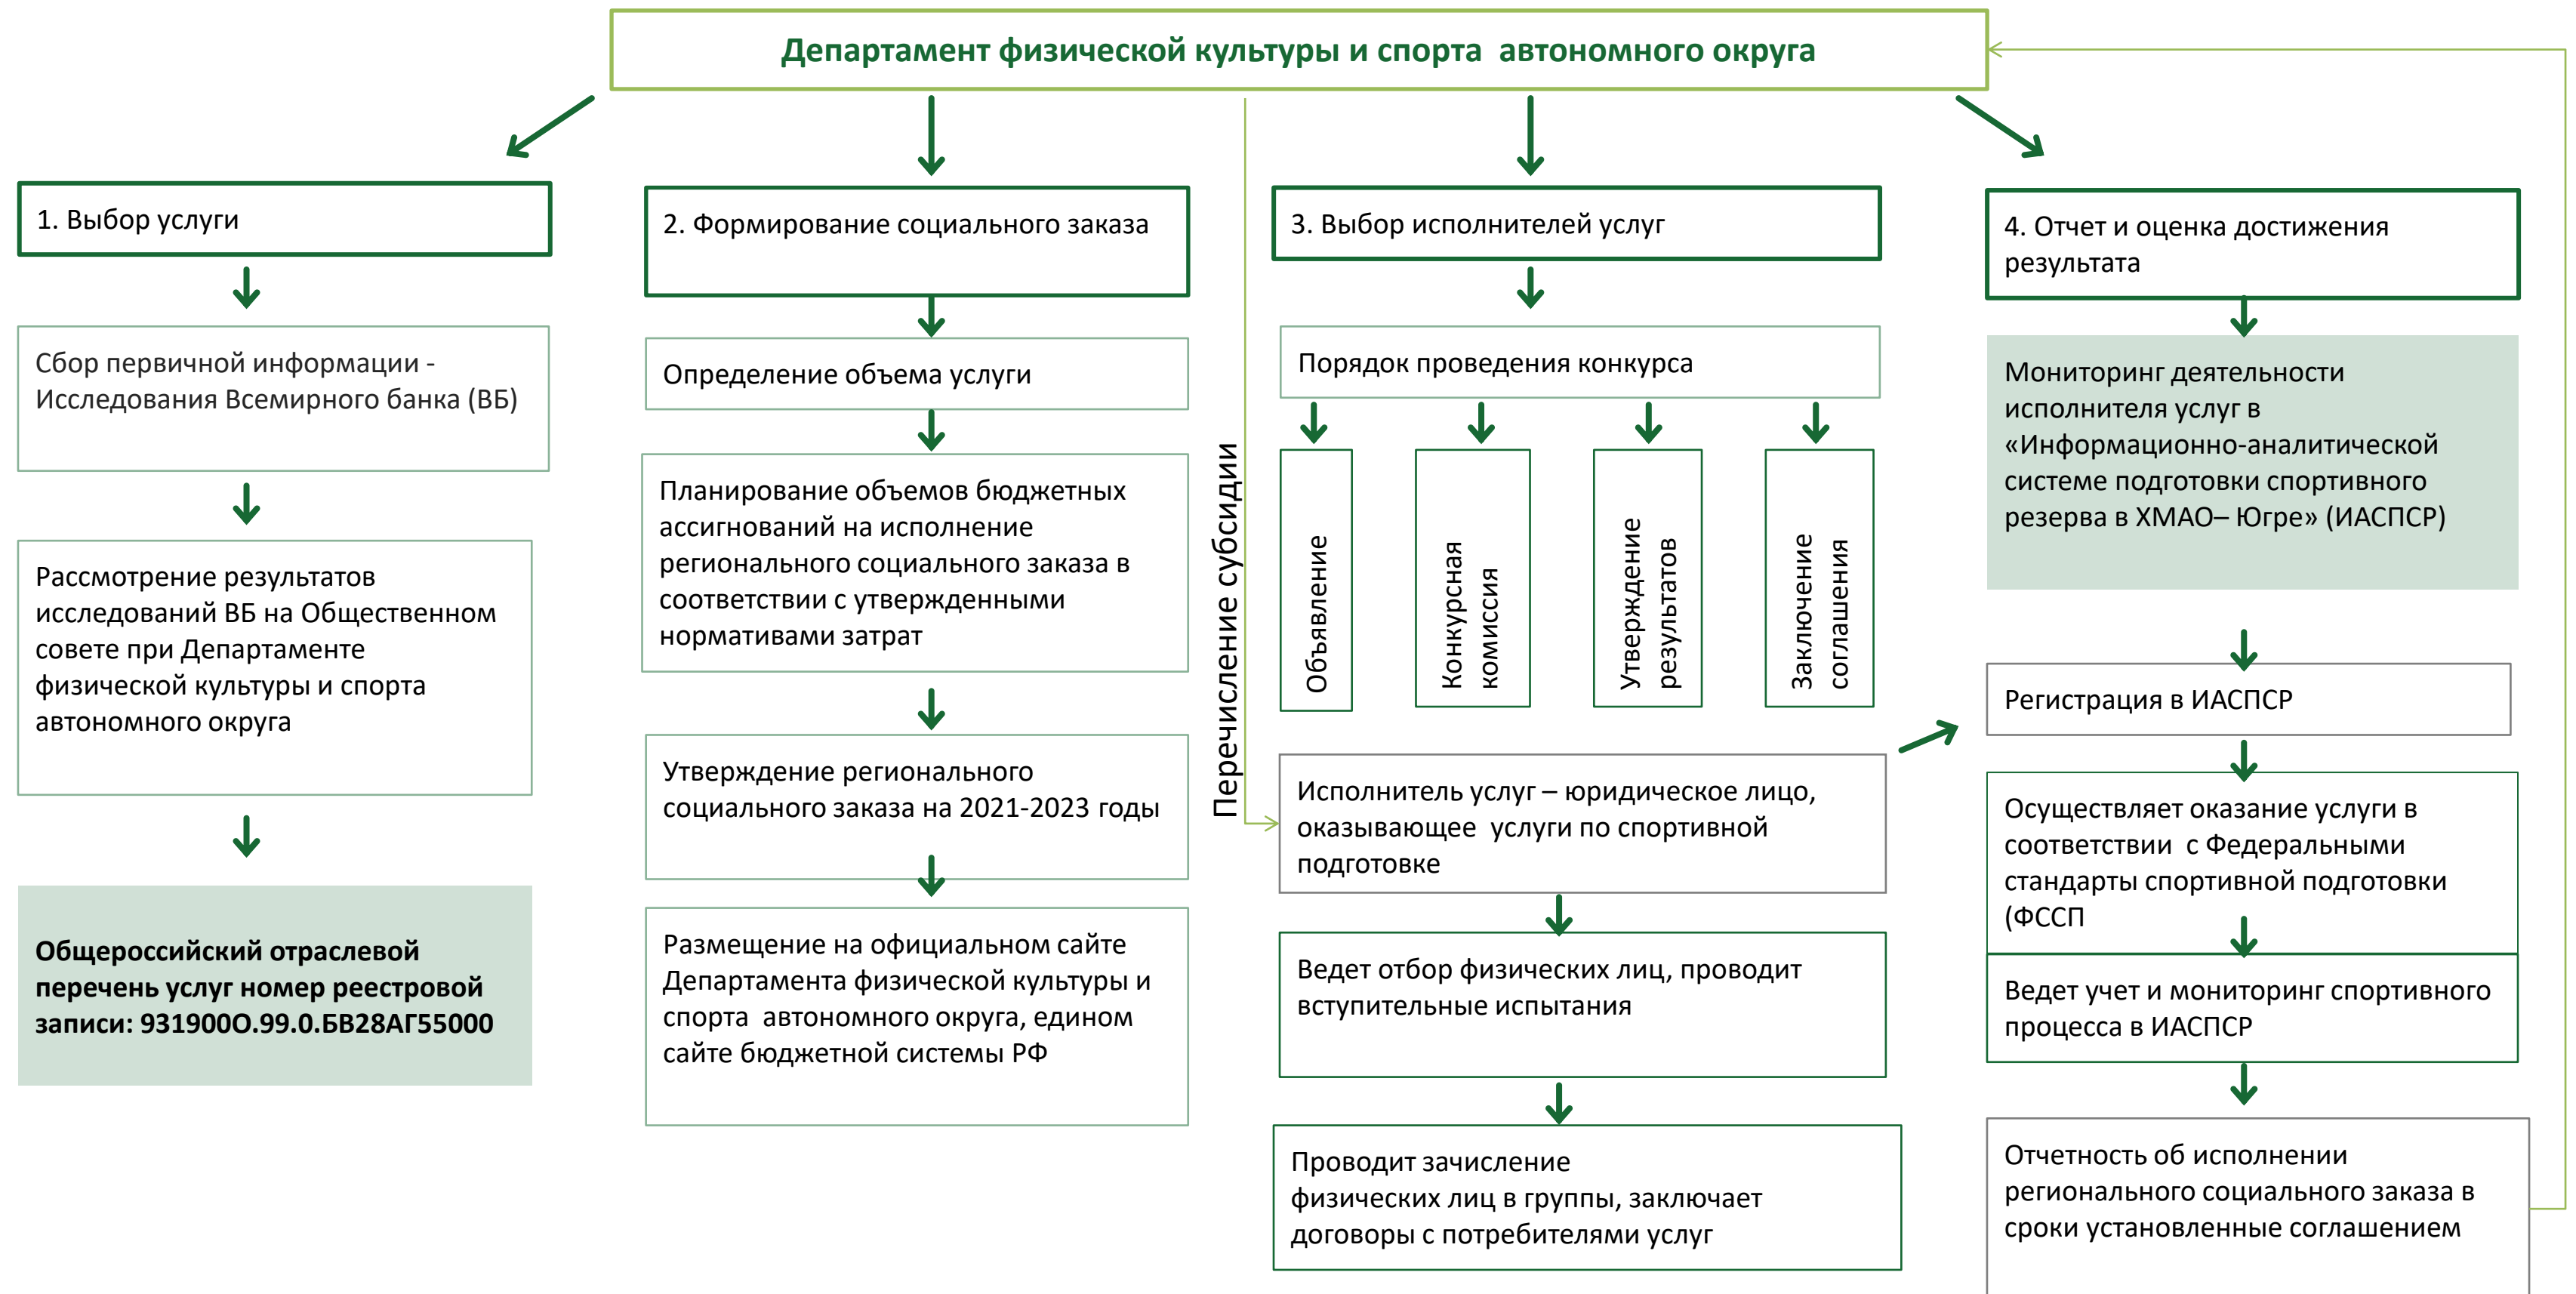 Департамент физической культуры и спорта автономного округа
1. Выбор услуги
Сбор первичной информации -
Исследования Всемирного банка (ВБ)
Рассмотрение результатов
исследований ВБ на Общественном
совете при Департаменте
физической культуры и спорта
автономного округа
Общероссийский отраслевой
перечень услуг номер реестровой
записи: 931900О.99.0.БВ28АГ55000
2. Формирование социального заказа
Определение объема услуги
Планирование объемов бюджетных
ассигнований на исполнение
регионального социального заказа в
соответствии с утвержденными
нормативами затрат
Утверждение регионального
социального заказа на 2021-2023 годы
Размещение на официальном сайте
Департамента физической культуры и
спорта автономного округа, едином
сайте бюджетной системы РФ
Перечисление субсидии
3. Выбор исполнителей услуг
Порядок проведения конкурса
Объявление
Конкурсная
комиссия
Утверждение
результатов
Заключение
соглашения
Исполнитель услуг – юридическое лицо,
оказывающее услуги по спортивной
подготовке
Ведет отбор физических лиц, проводит
вступительные испытания
Проводит зачисление
физических лиц в группы, заключает
договоры с потребителями услуг
4. Отчет и оценка достижения
результата
Мониторинг деятельности
исполнителя услуг в
«Информационно-аналитической
системе подготовки спортивного
резерва в ХМАО– Югре» (ИАСПСР)
Регистрация в ИАСПСР
Осуществляет оказание услуги в
соответствии с Федеральными
стандарты спортивной подготовки
(ФССП
Ведет учет и мониторинг спортивного
процесса в ИАСПСР
Отчетность об исполнении
регионального социального заказа в
сроки установленные соглашением